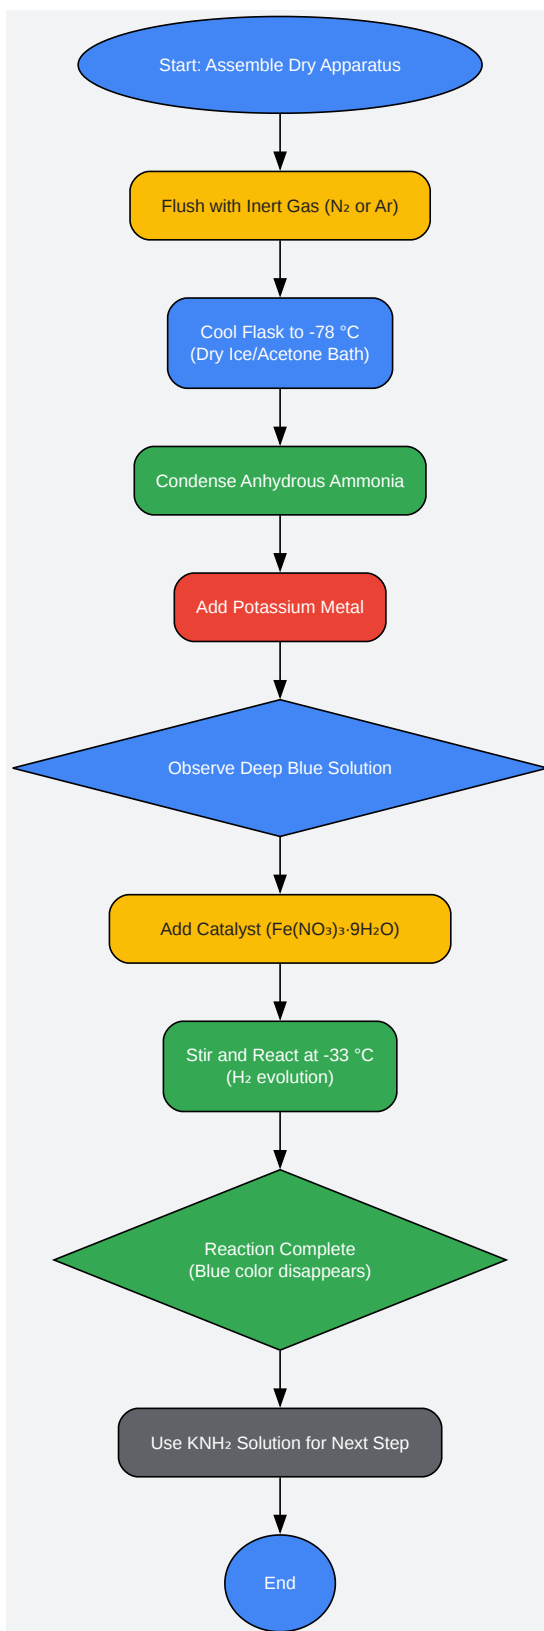 Start: Assemble Dry Apparatus
Flush with Inert Gas (N₂ or Ar)
Cool Flask to -78 °C
(Dry Ice/Acetone Bath)
Condense Anhydrous Ammonia
Add Potassium Metal
Observe Deep Blue Solution
Add Catalyst (Fe(NO₃)₃·9H₂O)
Stir and React at -33 °C
(H₂ evolution)
Reaction Complete
(Blue color disappears)
Use KNH₂ Solution for Next Step
End